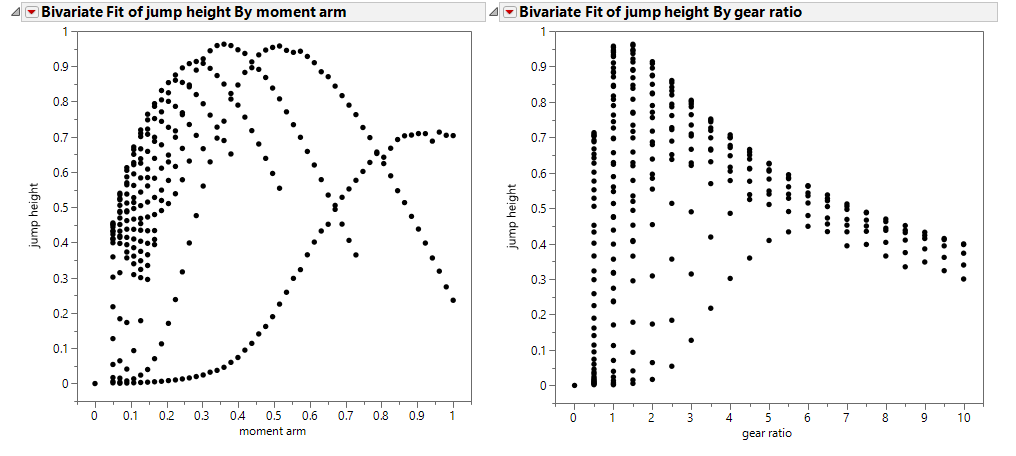 Bivariate Fit of jump height By moment arm
1
0.9
0.8
0.7
0.6
0.5
0.4
0.3
0.2
0.1
0
jump height
0 0.1 0.2 0.3 0.4 0.5 0.6 0.7 0.8 0.9 1
moment arm
Bivariate Fit of jump height By gear ratio
1
0.9
0.8
0.7
0.6
0.5
0.4
0.3
0.2
0.1
0
jump height
0 1 2 3 4 5 6 7 8 9 10
gear ratio